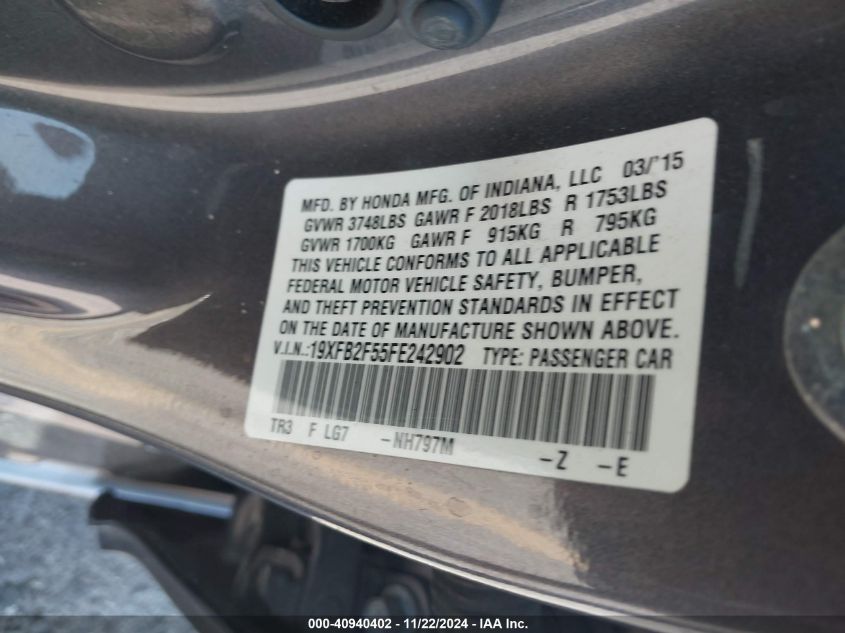 MFD. BY HONDA MFG. OF INDIANA, LLC 03/'15
GVWR 3748LBS GAWR F 2018LBS R 1753LBS
GVWR 1700KG GAWR F 915KG R 795KG
THIS VEHICLE CONFORMS TO ALL APPLICABLE
FEDERAL MOTOR VEHICLE SAFETY, BUMPER,
AND THEFT PREVENTION STANDARDS IN EFFECT
ON THE DATE OF MANUFACTURE SHOWN ABOVE.
V.I.N.:19XFB2F55FE242902 TYPE: PASSENGER CAR
TR3 F LG7 -NH797M -Z -E
000-40940402 - 11/22/2024 - IAA Inc.